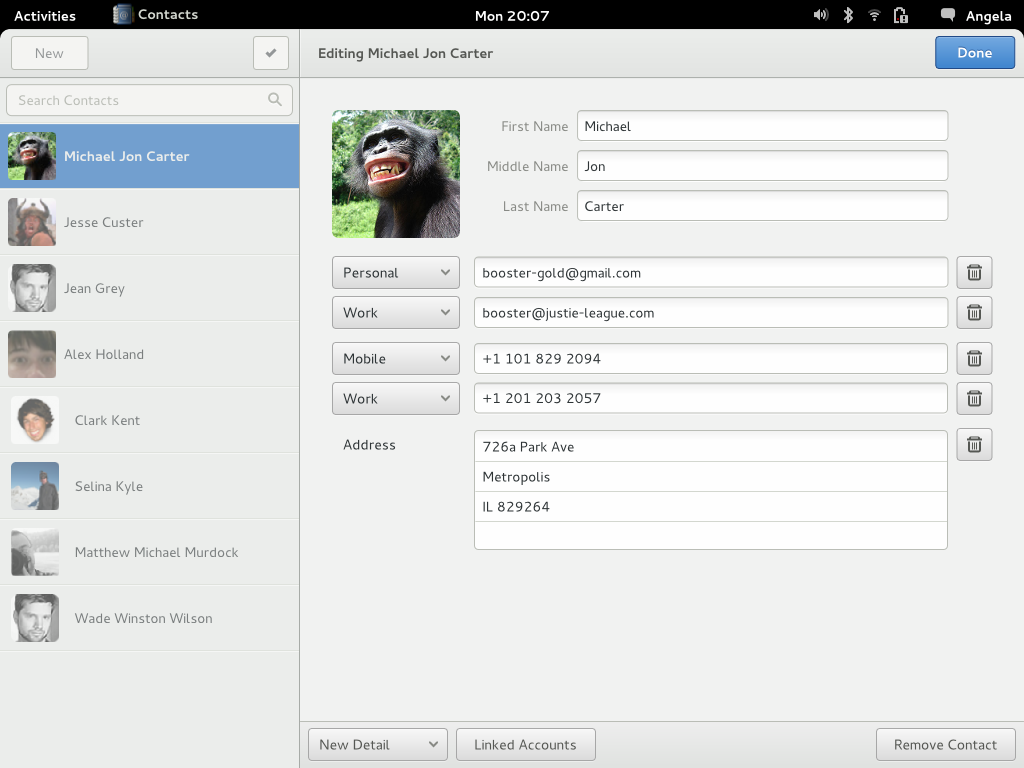 Activities Contacts Mon 20:07 Angela
New Editing Michael Jon Carter Done
Search Contacts
Michael Jon Carter
Jesse Custer
Jean Grey
Alex Holland
Clark Kent
Selina Kyle
Matthew Michael Murdock
Wade Winston Wilson
First Name Michael
Middle Name Jon
Last Name Carter
Personal booster-gold@gmail.com
Work booster@justie-league.com
Mobile +1 101 829 2094
Work +1 201 203 2057
Address 726a Park Ave
Metropolis
IL 829264
New Detail Linked Accounts Remove Contact